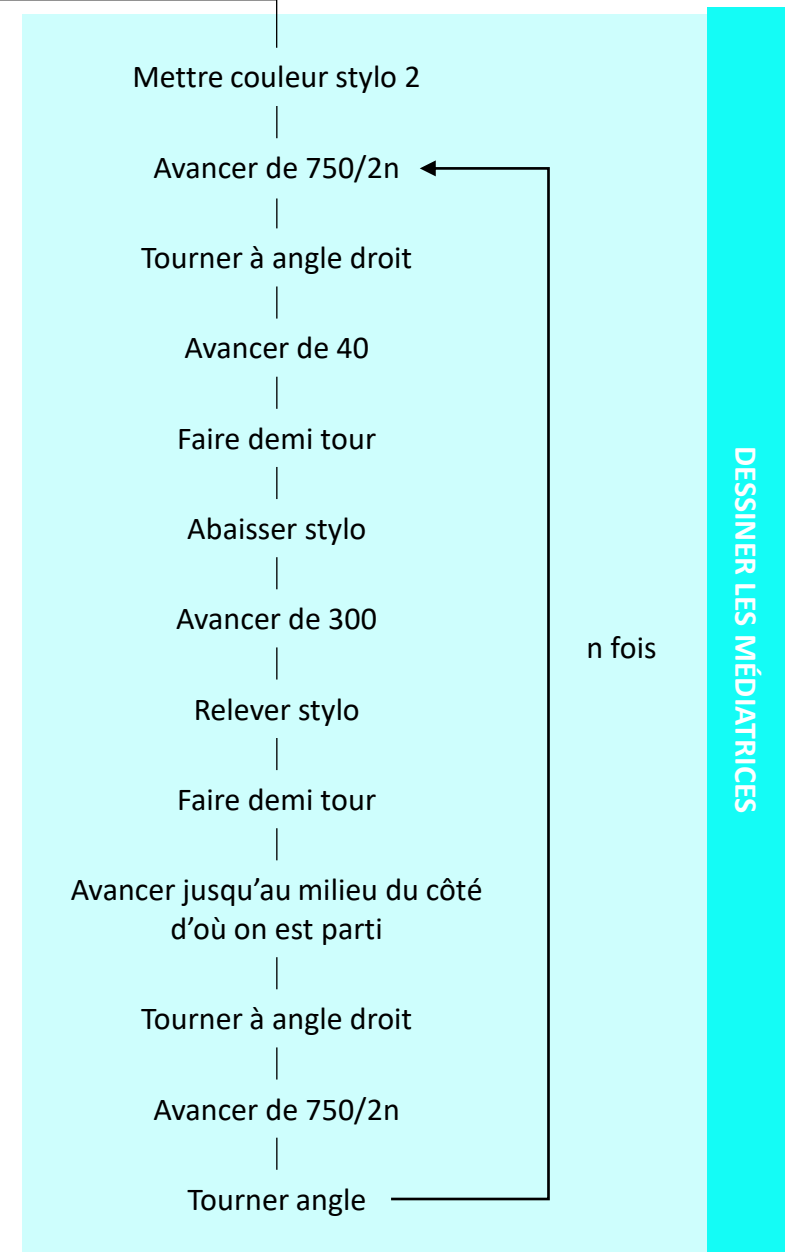 Mettre couleur stylo 2
Avancer de 750/2n
Tourner à angle droit
Avancer de 40
Faire demi tour
Abaisser stylo
Avancer de 300
Relever stylo
Faire demi tour
Avancer jusqu’au milieu du côté
d’où on est parti
Tourner à angle droit
Avancer de 750/2n
Tourner angle
n fois
DESSINER LES MÉDIATRICES